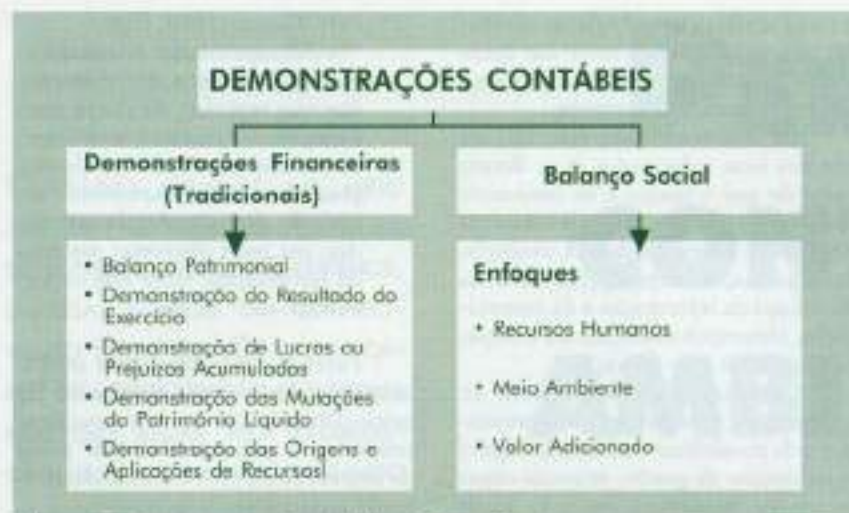 DEMONSTRAÇÕES CONTÁBEIS
Demonstrações Financeiras
(Tradicionais)
• Balanço Patrimonial
• Demonstração do Resultado do
Exercício
• Demonstração de Lucros ou
Prejuízos Acumulados
• Demonstração das Mutações
do Patrimônio Líquido
• Demonstração das Origens e
Aplicações de Recursos)
Balanço Social
Enfoques
• Recursos Humanos
• Meio Ambiente
• Valor Adicionado